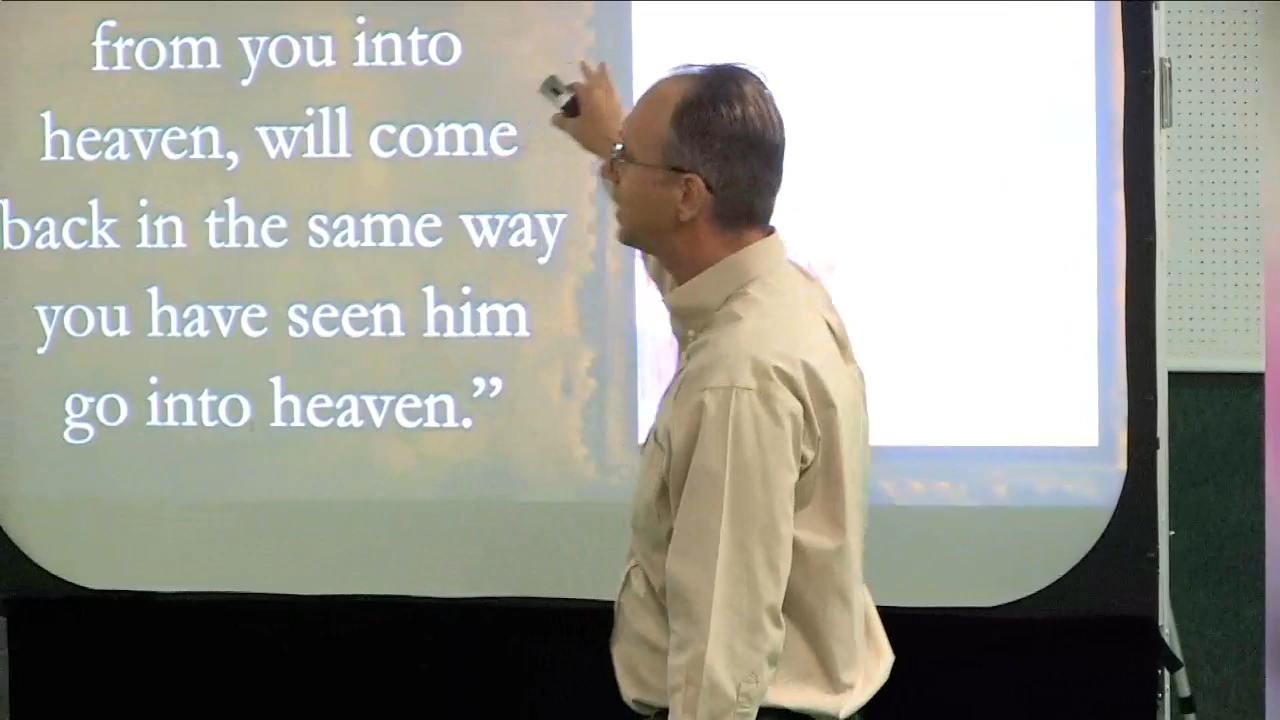 from you into
heaven, will come
back in the same way
you have seen him
go into heaven.”